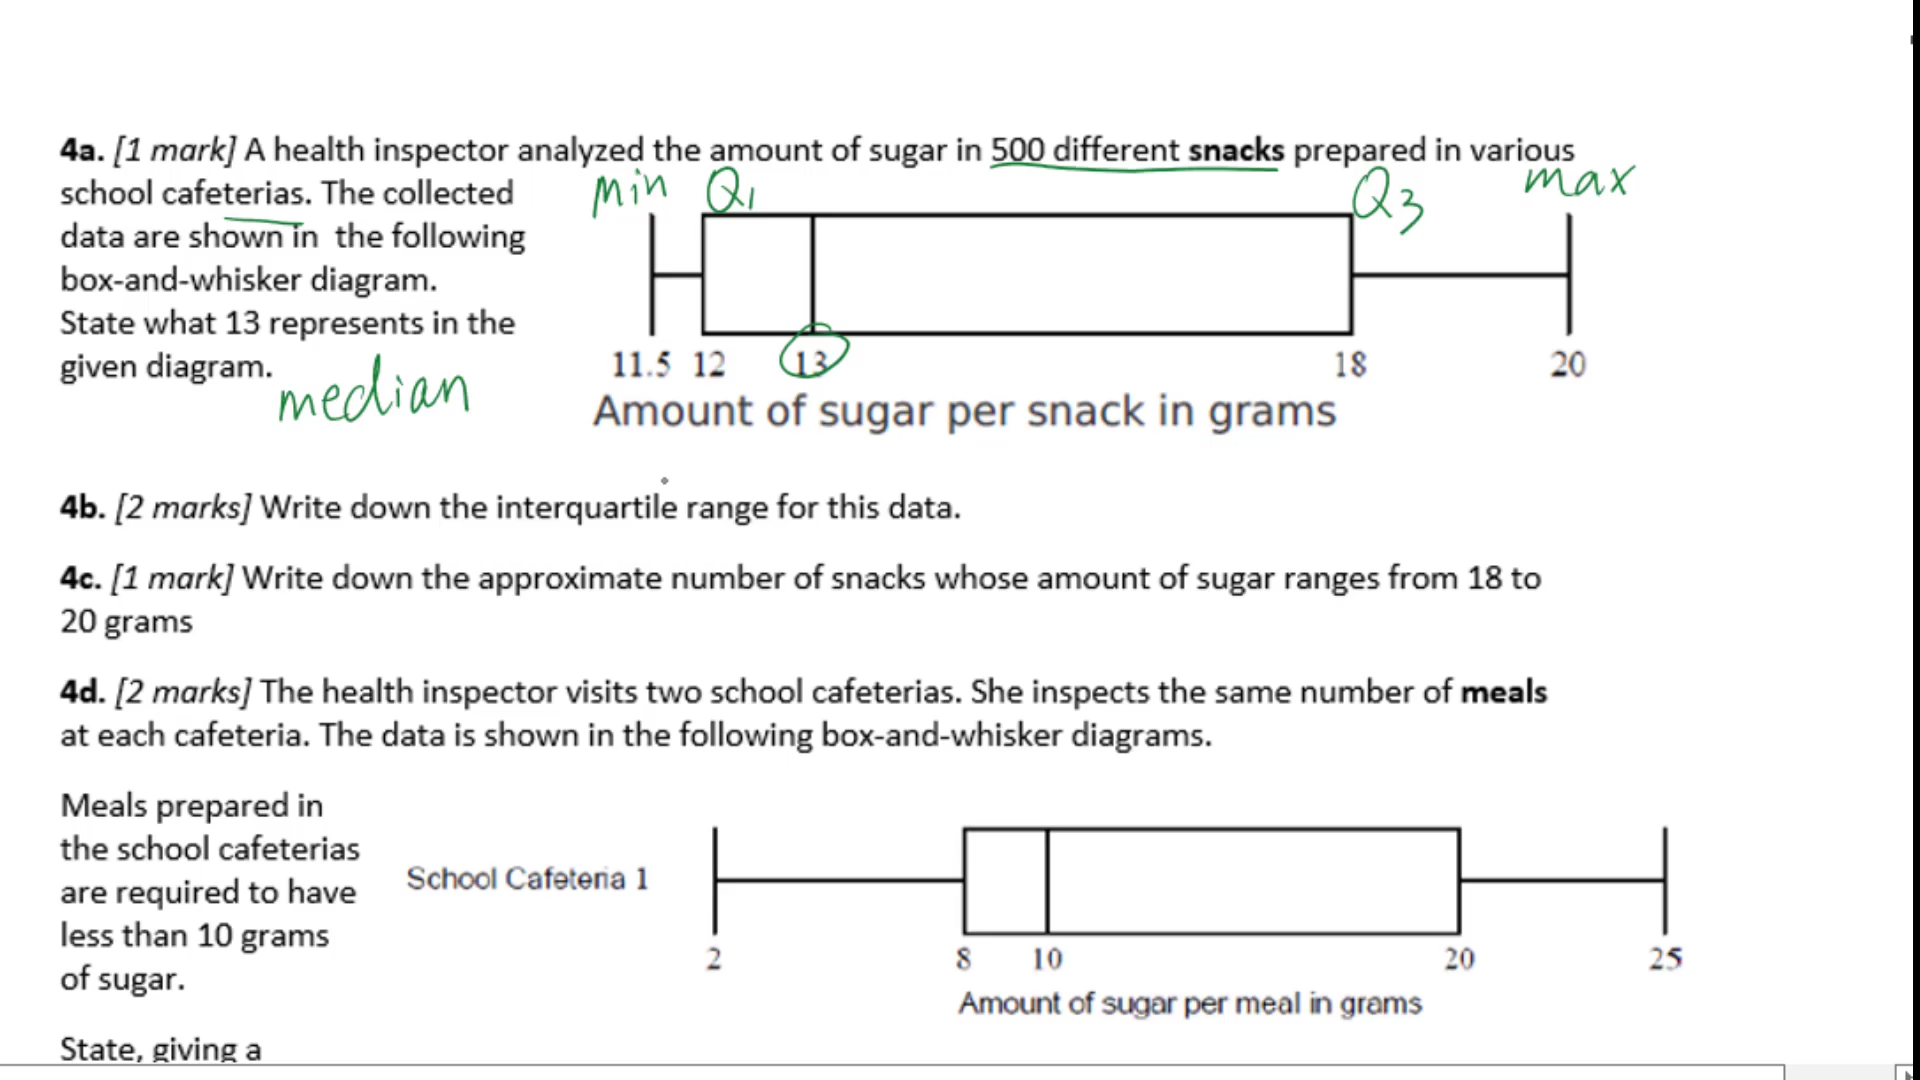 4a. [1 mark] A health inspector analyzed the amount of sugar in 500 different snacks prepared in various
school cafeterias. The collected
data are shown in the following
box-and-whisker diagram.
State what 13 represents in the
given diagram.
median
min Q1 Q3 max
11.5 12 13 18 20
Amount of sugar per snack in grams
4b. [2 marks] Write down the interquartile range for this data.
4c. [1 mark] Write down the approximate number of snacks whose amount of sugar ranges from 18 to
20 grams
4d. [2 marks] The health inspector visits two school cafeterias. She inspects the same number of meals
at each cafeteria. The data is shown in the following box-and-whisker diagrams.
Meals prepared in
the school cafeterias
are required to have
less than 10 grams
of sugar.
State, giving a
School Cafeteria 1
2 8 10 20 25
Amount of sugar per meal in grams